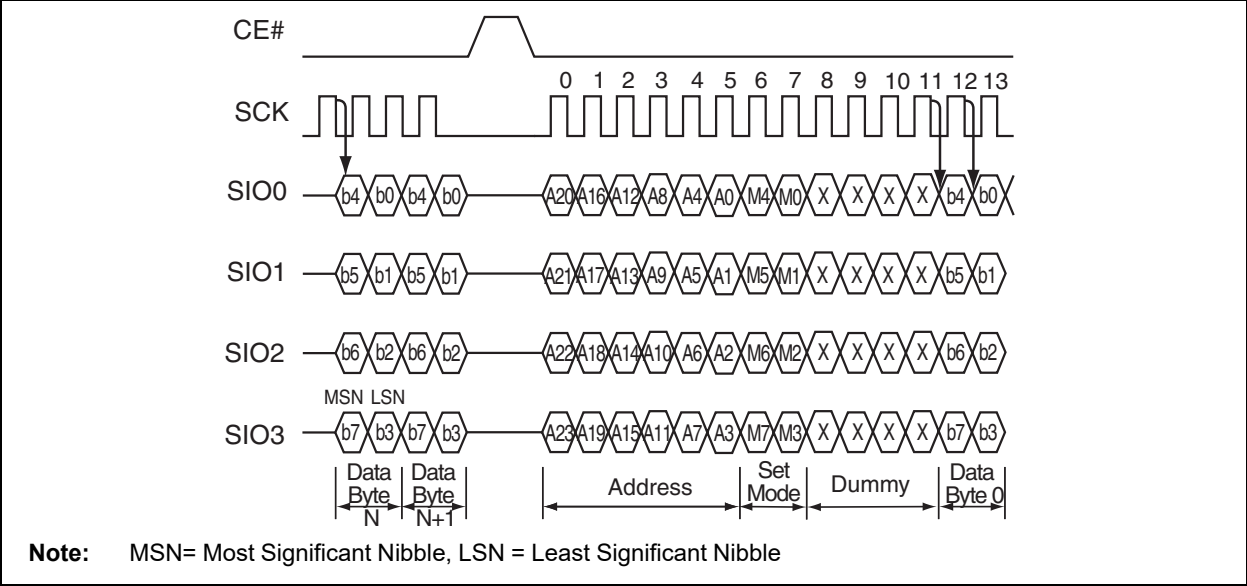 CE#
0 1 2 3 4 5 6 7 8 9 10 11 12 13
SCK
SIO0 b4 b0 b4 b0 A20 A16 A12 A8 A4 A0 M4 M0 X X X X b4 b0
SIO1 b5 b1 b5 b1 A21 A17 A13 A9 A5 A1 M5 M1 X X X X b5 b1
SIO2 b6 b2 b6 b2 A22 A18 A14 A10 A6 A2 M6 M2 X X X X b6 b2
MSN LSN
SIO3 b7 b3 b7 b3 A23 A19 A15 A11 A7 A3 M7 M3 X X X X b7 b3
Data Byte N
Data Byte N+1
Address
Set Mode
Dummy
Data Byte 0
Note: MSN= Most Significant Nibble, LSN = Least Significant Nibble